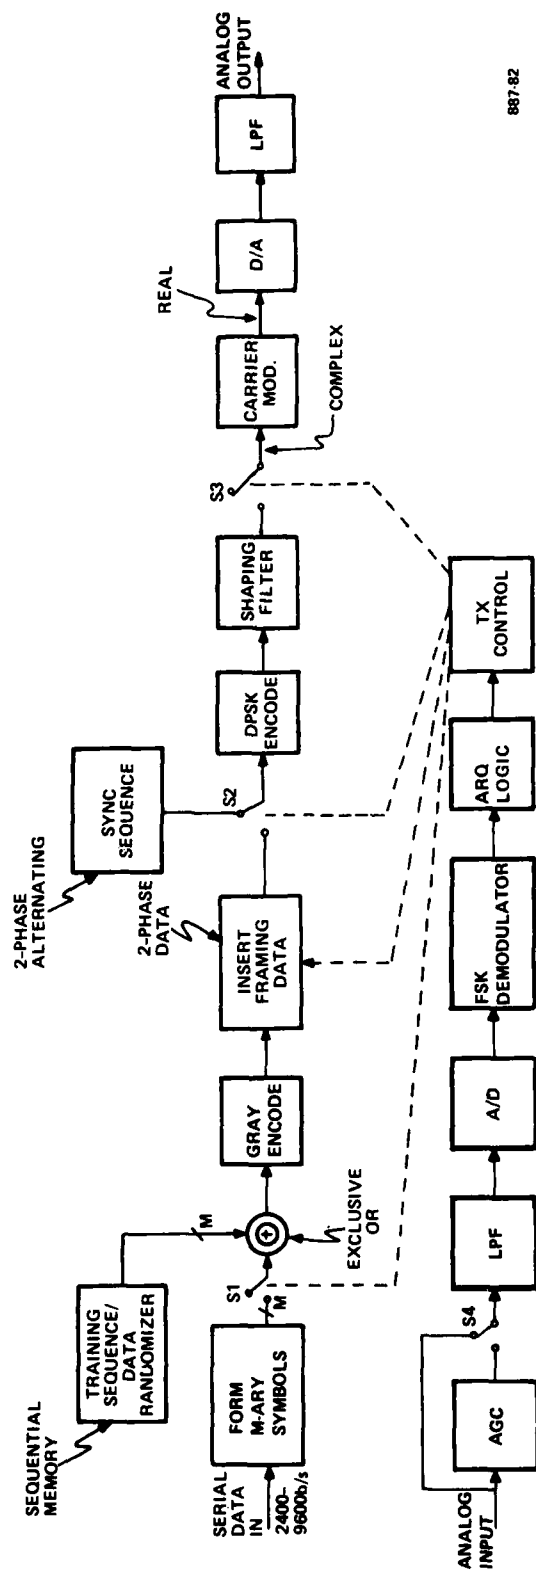 SEQUENTIAL
MEMORY
TRAINING
SEQUENCE/
DATA
RANDOMIZER
M
SERIAL
DATA
IN
2400-
9600b/s
FORM
M-ARY
SYMBOLS
M
S1
EXCLUSIVE
OR
GRAY
ENCODE
2-PHASE
DATA
INSERT
FRAMING
DATA
2-PHASE
ALTERNATING
SYNC
SEQUENCE
S2
DPSK
ENCODE
SHAPING
FILTER
S3
COMPLEX
CARRIER
MOD.
REAL
D/A
LPF
ANALOG
OUTPUT
ANALOG
INPUT
AGC
S4
LPF
A/D
FSK
DEMODULATOR
ARQ
LOGIC
TX
CONTROL
887-82